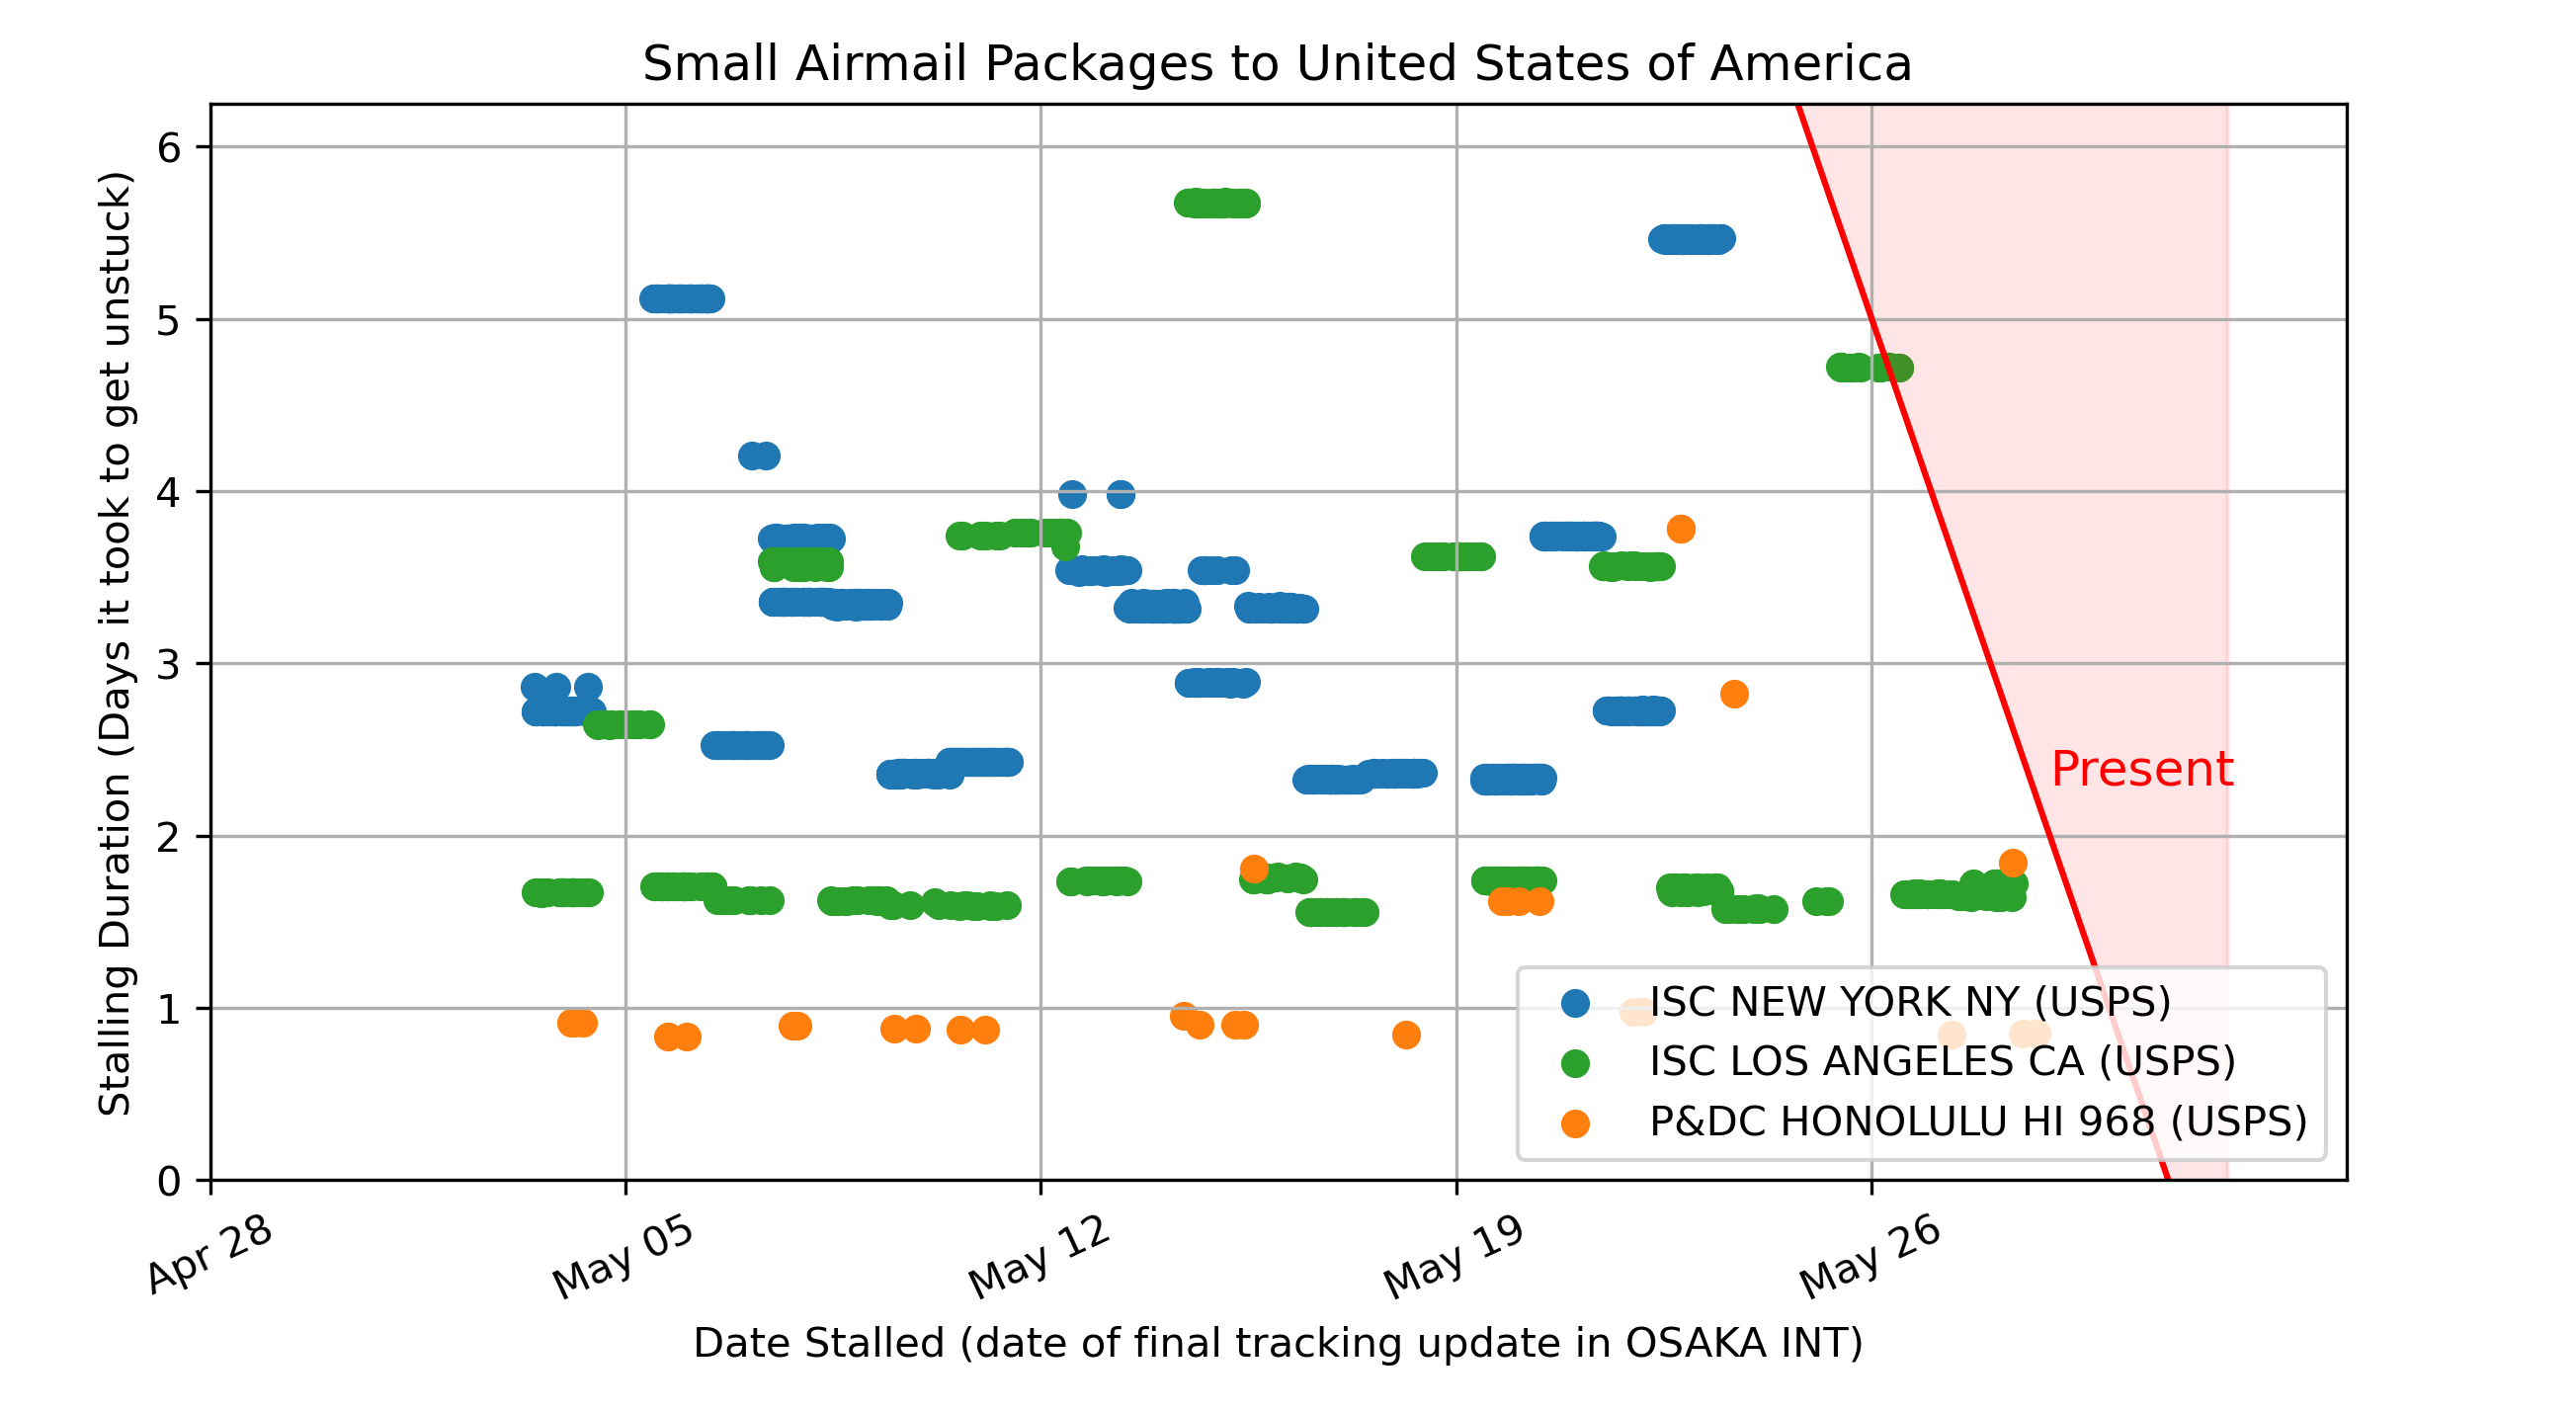 Small Airmail Packages to United States of America
Stalling Duration (Days it took to get unstuck)
6
5
4
3
2
1
0
Present
ISC NEW YORK NY (USPS)
ISC LOS ANGELES CA (USPS)
P&DC HONOLULU HI 968 (USPS)
Apr 28
May 05
May 12
May 19
May 26
Date Stalled (date of final tracking update in OSAKA INT)